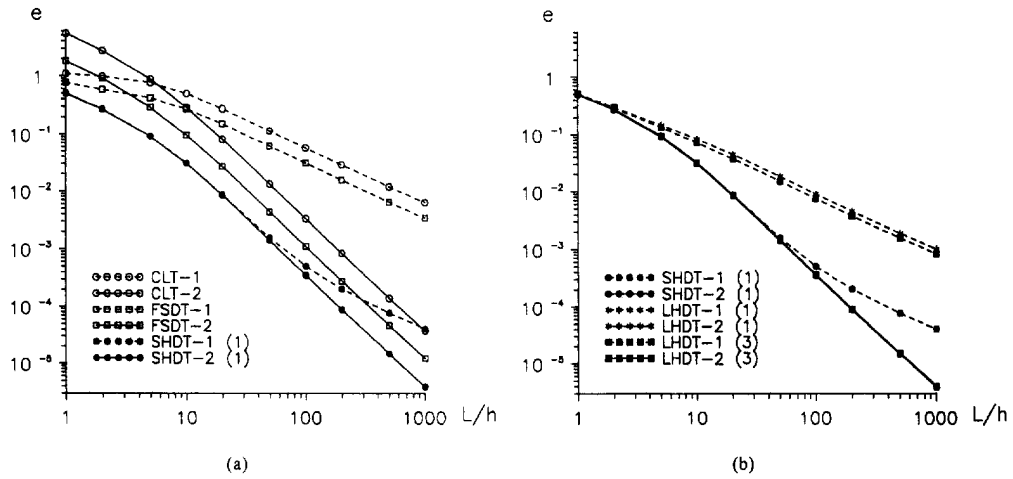 e
1
10⁻¹
10⁻²
10⁻³
10⁻⁴
10⁻⁵
CLT-1
CLT-2
FSDT-1
FSDT-2
SHDT-1 (1)
SHDT-2 (1)
1 10 100 1000 L/h
(a)
e
1
10⁻¹
10⁻²
10⁻³
10⁻⁴
10⁻⁵
SHDT-1 (1)
SHDT-2 (1)
LHDT-1 (1)
LHDT-2 (1)
LHDT-1 (3)
LHDT-2 (3)
1 10 100 1000 L/h
(b)